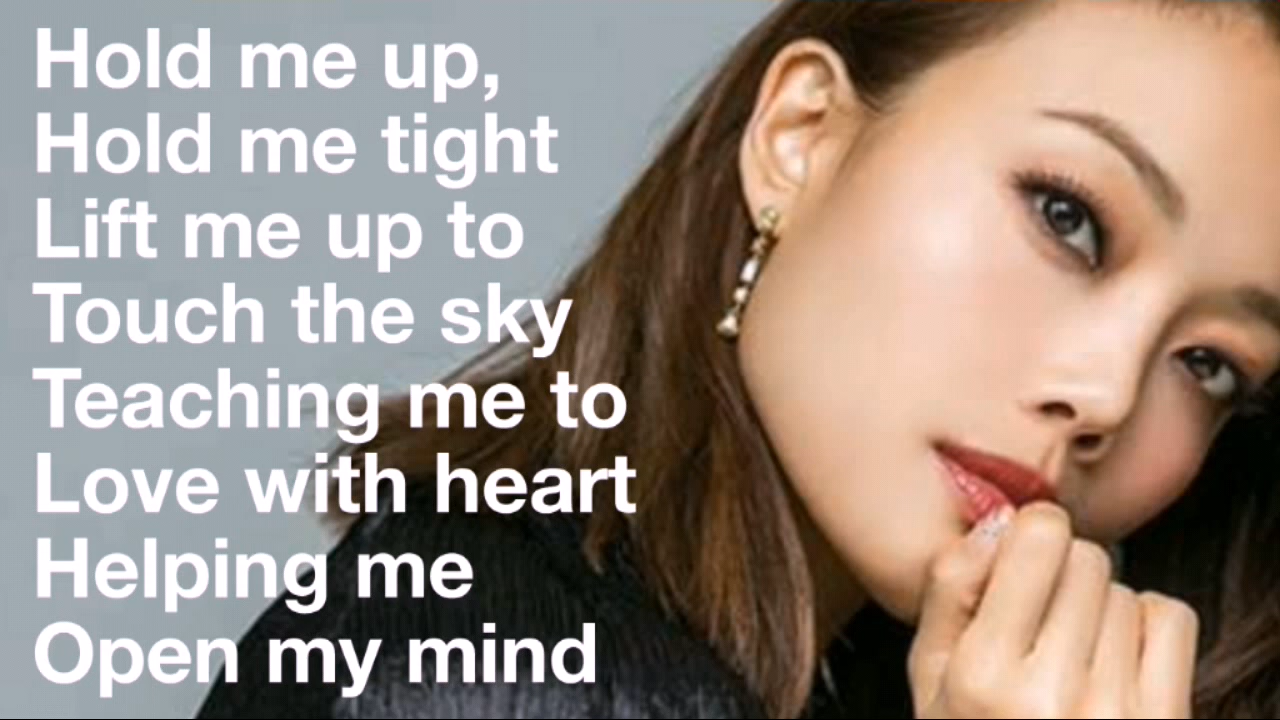 Hold me up,
Hold me tight
Lift me up to
Touch the sky
Teaching me to
Love with heart
Helping me
Open my mind